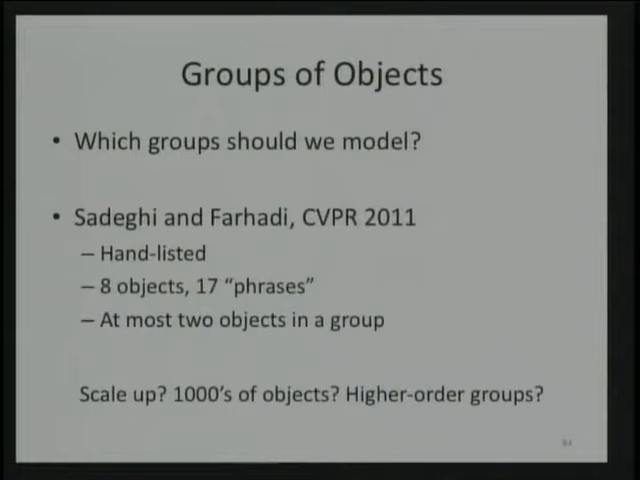 Groups of Objects
• Which groups should we model?
• Sadeghi and Farhadi, CVPR 2011
– Hand-listed
– 8 objects, 17 “phrases”
– At most two objects in a group
Scale up? 1000’s of objects? Higher-order groups?